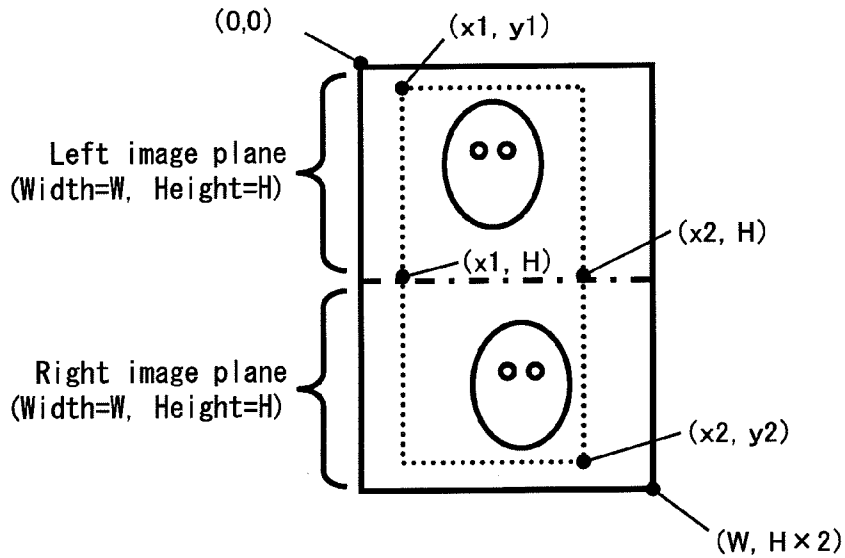 (0,0)
(x1, y1)
Left image plane
(Width=W, Height=H)
(x2, H)
(x1, H)
Right image plane
(Width=W, Height=H)
(x2, y2)
(W, H×2)